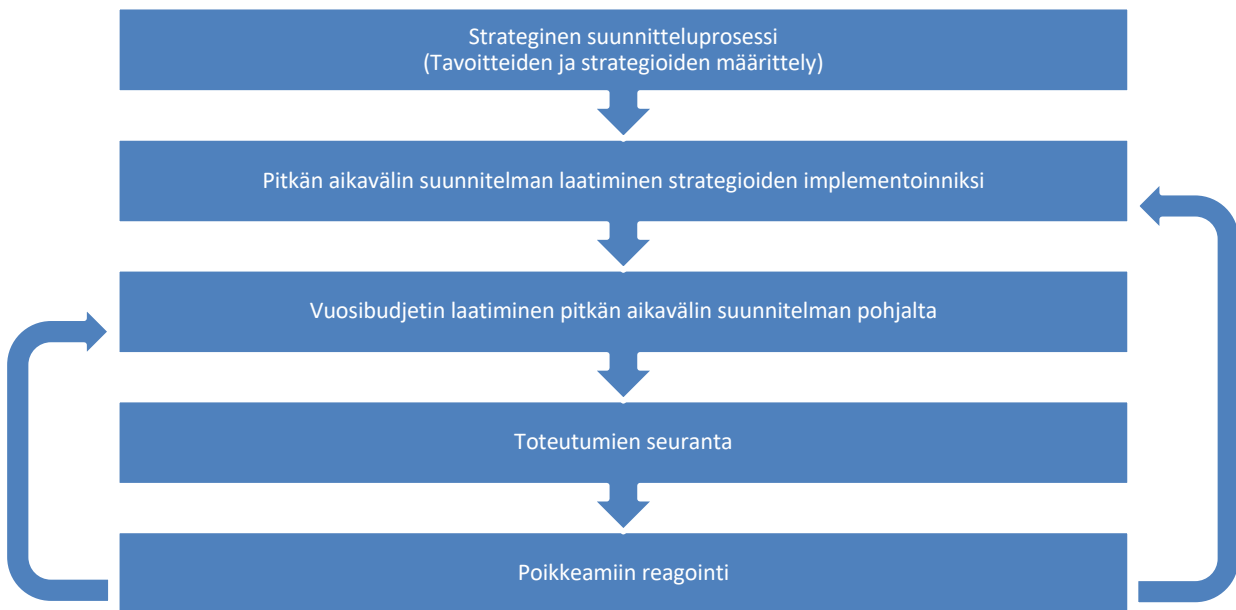 Strateginen suunnitteluprosessi
(Tavoitteiden ja strategioiden määrittely)
Pitkän aikavälin suunnitelman laatiminen strategioiden implementoinniksi
Vuosibudjetin laatiminen pitkän aikavälin suunnitelman pohjalta
Toteutumien seuranta
Poikkeamiin reagointi